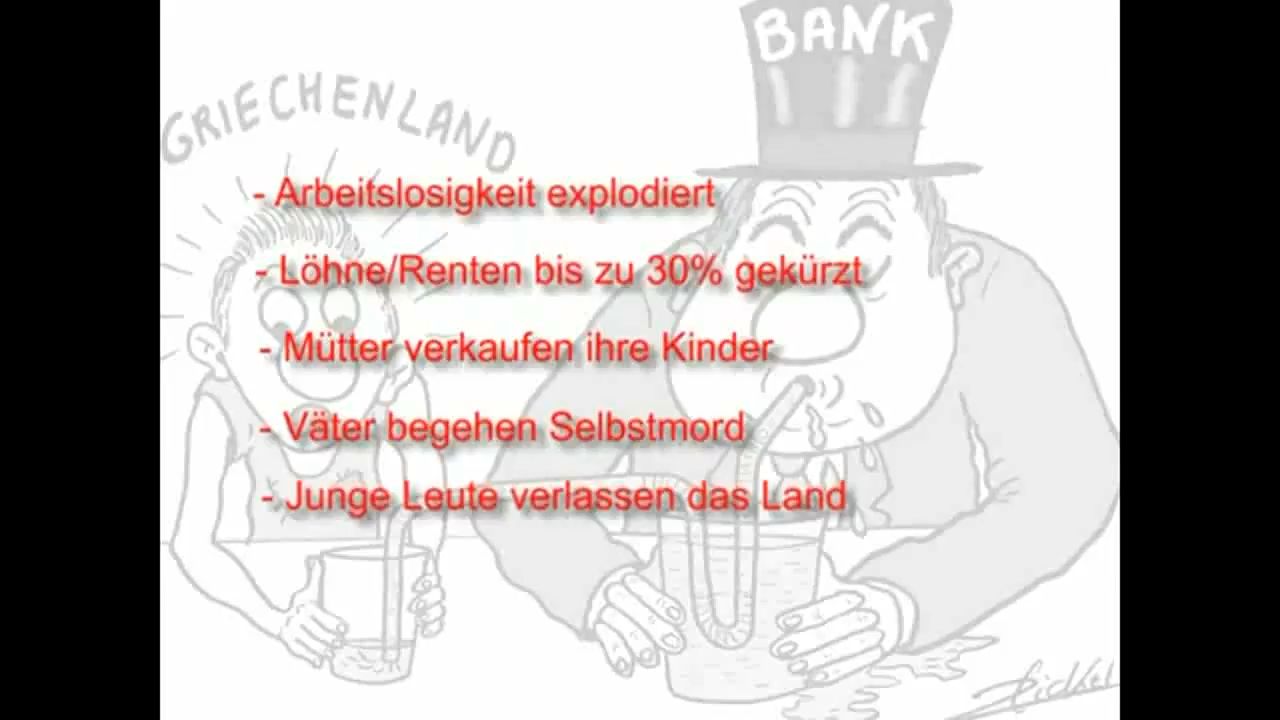 BANK
GRIECHENLAND
- Arbeitslosigkeit explodiert
- Löhne/Renten bis zu 30% gekürzt
- Mütter verkaufen ihre Kinder
- Väter begehen Selbstmord
- Junge Leute verlassen das Land